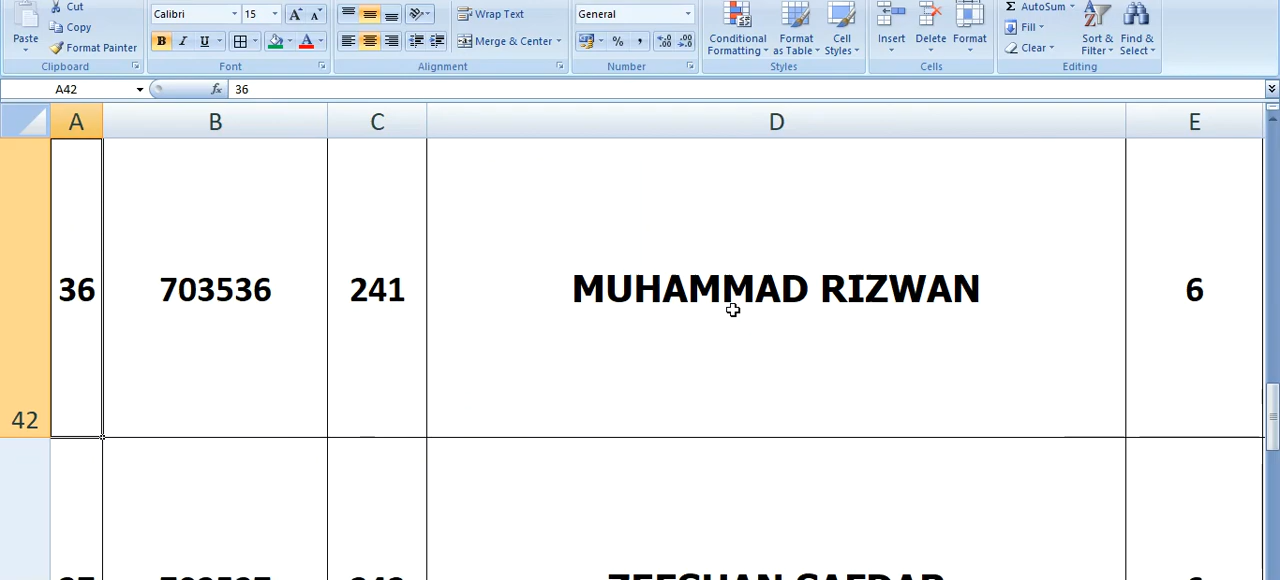 Cut
Copy
Paste
Format Painter
Clipboard
Calibri 15
B I U
Font
Wrap Text
Merge & Center
Alignment
General
% ,
Number
Conditional Formatting
Format as Table
Cell Styles
Styles
Insert
Delete
Format
Cells
Σ AutoSum
Fill
Clear
Sort & Filter
Find & Select
Editing
A42 fx 36
A B C D E
36 703536 241 MUHAMMAD RIZWAN 6
42